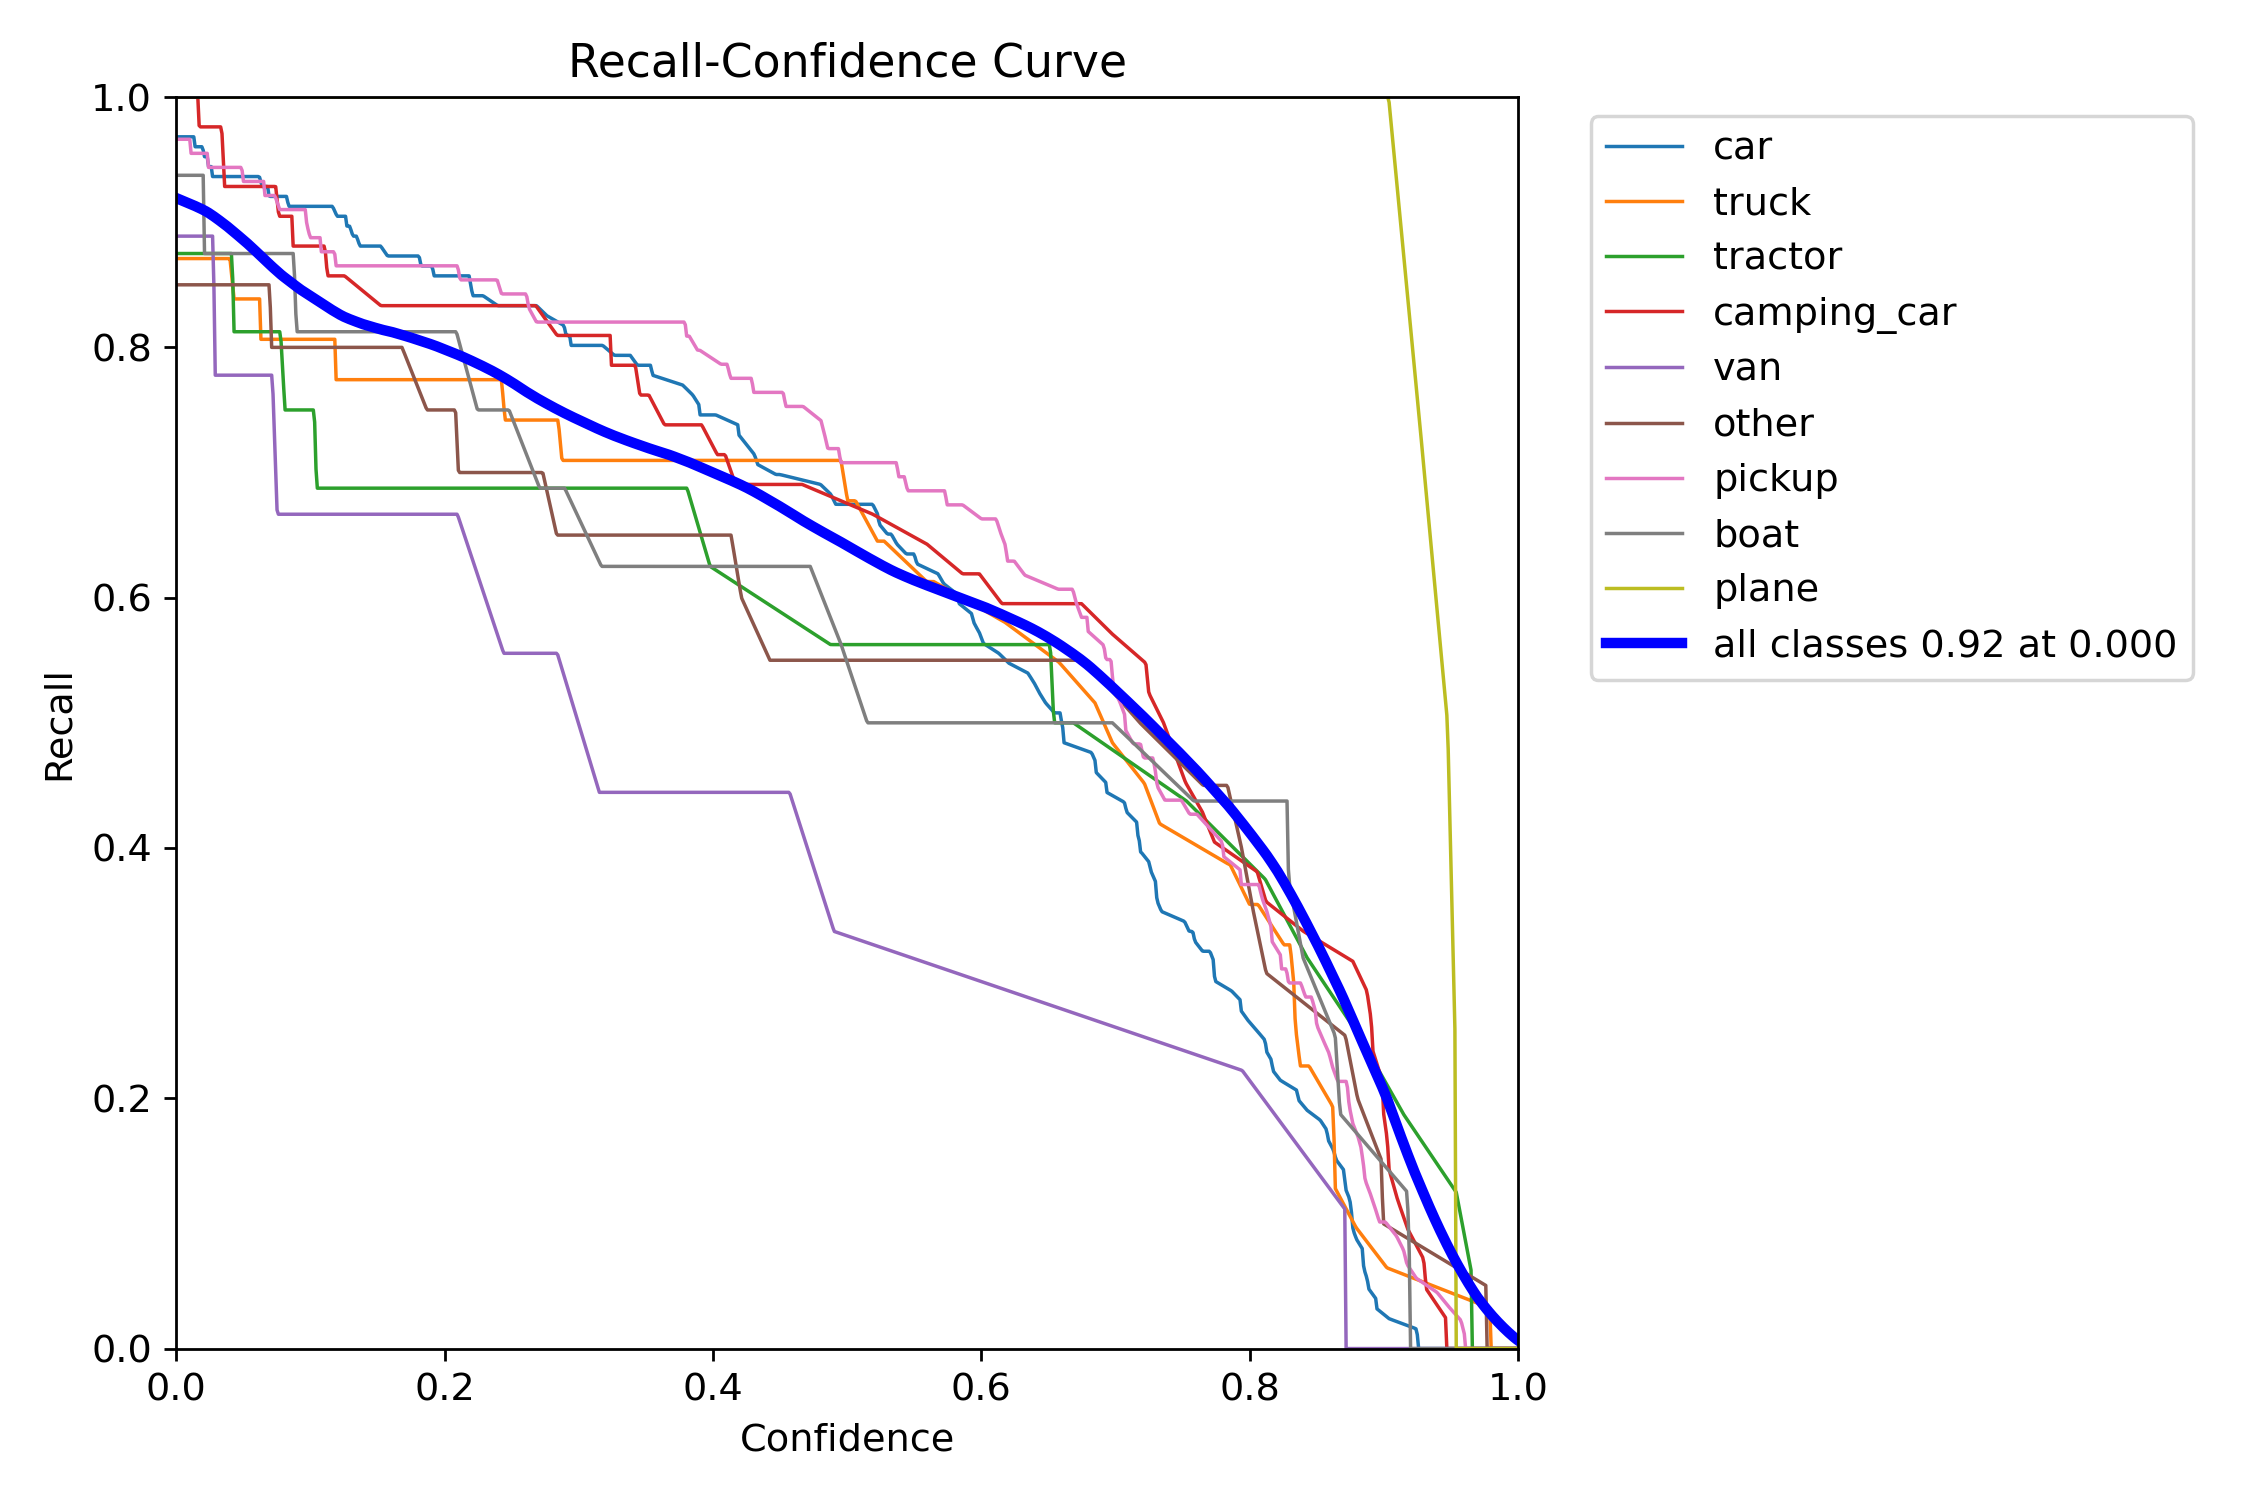 Recall-Confidence Curve
1.0
0.8
0.6
0.4
0.2
0.0
Recall
0.0 0.2 0.4 0.6 0.8 1.0
Confidence
car
truck
tractor
camping_car
van
other
pickup
boat
plane
all classes 0.92 at 0.000